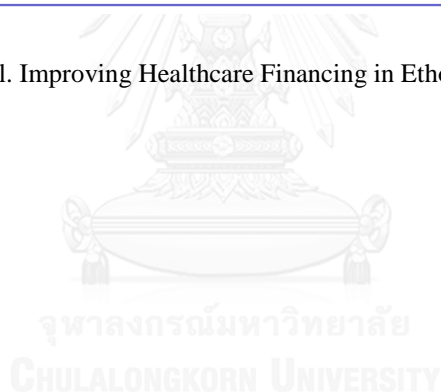 l. Improving Healthcare Financing in Etho
จุฬาลงกรณ์มหาวิทยาลัย
CHULALONGKORN UNIVERSITY